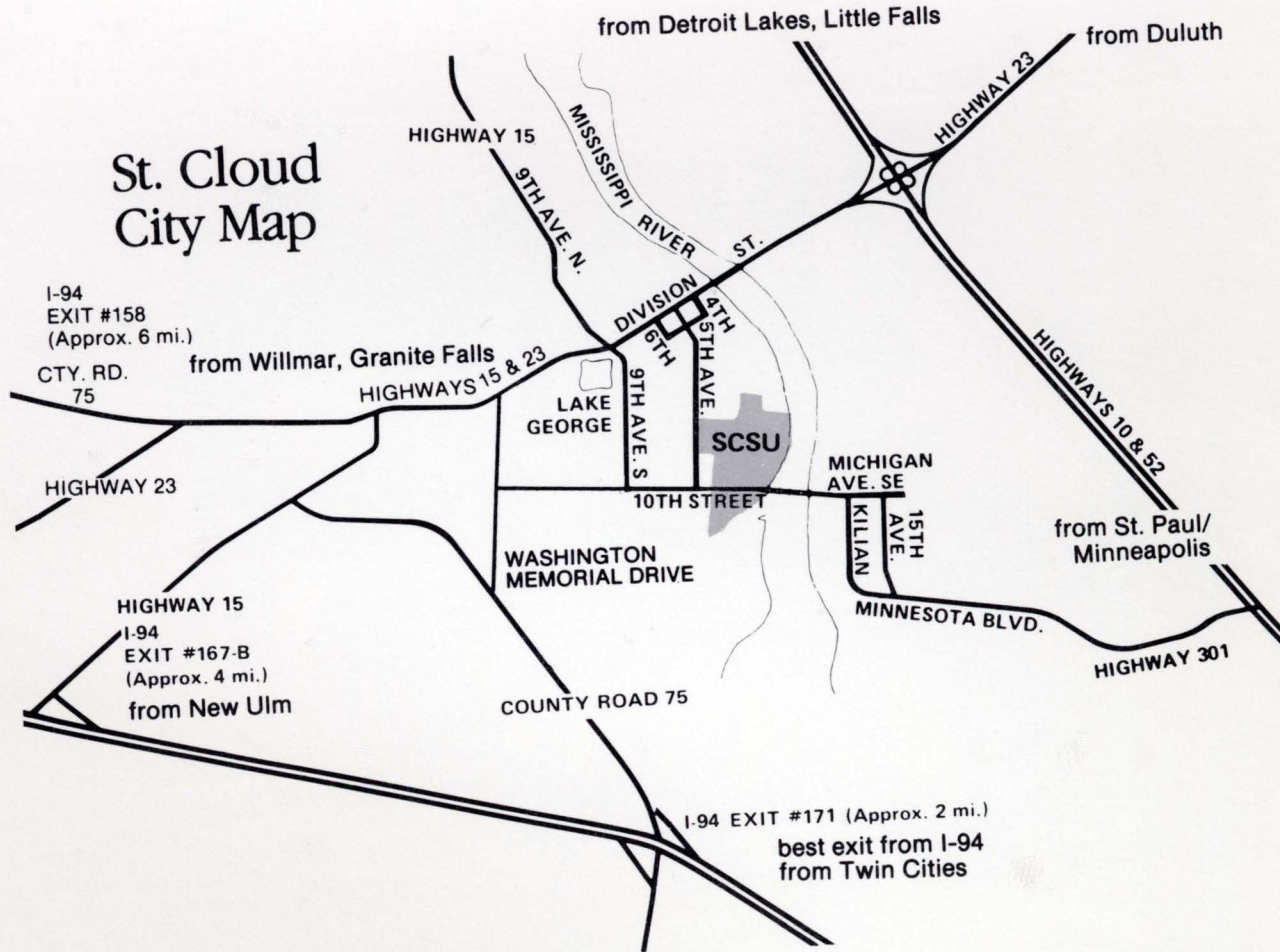 from Detroit Lakes, Little Falls
from Duluth
HIGHWAY 23
HIGHWAY 15
MISSISSIPPI RIVER
St. Cloud
City Map
9TH AVE. N.
DIVISION ST.
I-94
EXIT #158
(Approx. 6 mi.)
4TH
6TH
5TH AVE.
from Willmar, Granite Falls
CTY. RD.
75
HIGHWAYS 15 & 23
HIGHWAYS 10 & 52
LAKE
GEORGE
9TH AVE. S
SCSU
MICHIGAN
AVE. SE
HIGHWAY 23
10TH STREET
KILIAN
15TH
AVE.
from St. Paul/
Minneapolis
WASHINGTON
MEMORIAL DRIVE
HIGHWAY 15
MINNESOTA BLVD.
I-94
EXIT #167-B
(Approx. 4 mi.)
from New Ulm
HIGHWAY 301
COUNTY ROAD 75
I-94 EXIT #171 (Approx. 2 mi.)
best exit from I-94
from Twin Cities